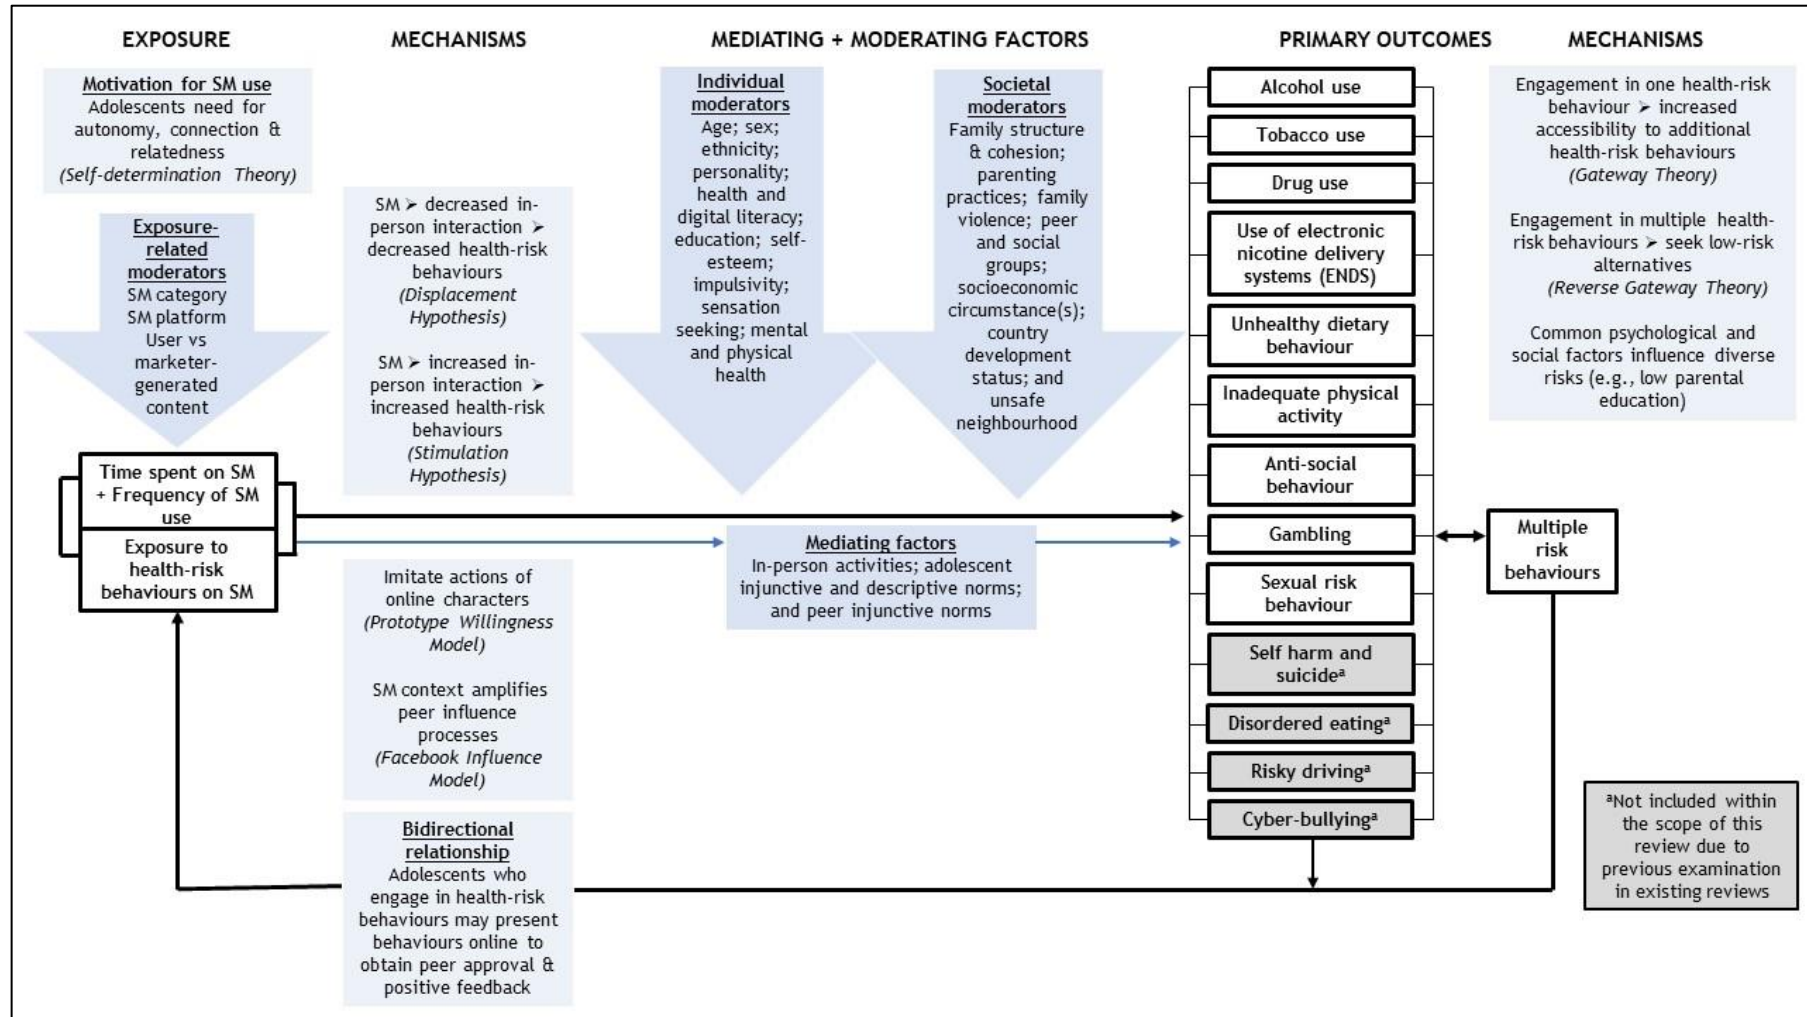 EXPOSURE
MECHANISMS
MEDIATING + MODERATING FACTORS
PRIMARY OUTCOMES
MECHANISMS
Motivation for SM use
Adolescents need for
autonomy, connection &
relatedness
(Self-determination Theory)
Exposure-
related
moderators
SM category
SM platform
User vs
marketer-
generated
content
Time spent on SM
+ Frequency of SM
use
Exposure to
health-risk
behaviours on SM
SM ➢ decreased in-
person interaction ➢
decreased health-risk
behaviours
(Displacement
Hypothesis)
SM ➢ increased in-
person interaction ➢
increased health-risk
behaviours
(Stimulation
Hypothesis)
Imitate actions of
online characters
(Prototype Willingness
Model)
SM context amplifies
peer influence
processes
(Facebook Influence
Model)
Bidirectional
relationship
Adolescents who
engage in health-risk
behaviours may present
behaviours online to
obtain peer approval &
positive feedback
Individual
moderators
Age; sex;
ethnicity;
personality;
health and
digital literacy;
education; self-
esteem;
impulsivity;
sensation
seeking; mental
and physical
health
Societal
moderators
Family structure
& cohesion;
parenting
practices; family
violence; peer
and social
groups;
socioeconomic
circumstance(s);
country
development
status; and
unsafe
neighbourhood
Mediating factors
In-person activities; adolescent
injunctive and descriptive norms;
and peer injunctive norms
Alcohol use
Tobacco use
Drug use
Use of electronic
nicotine delivery
systems (ENDS)
Unhealthy dietary
behaviour
Inadequate physical
activity
Anti-social
behaviour
Gambling
Sexual risk
behaviour
Self harm and
suicideᵃ
Disordered eatingᵃ
Risky drivingᵃ
Cyber-bullyingᵃ
Engagement in one health-risk
behaviour ➢ increased
accessibility to additional
health-risk behaviours
(Gateway Theory)
Engagement in multiple health-
risk behaviours ➢ seek low-risk
alternatives
(Reverse Gateway Theory)
Common psychological and
social factors influence diverse
risks (e.g., low parental
education)
Multiple
risk
behaviours
ᵃNot included within
the scope of this
review due to
previous examination
in existing reviews